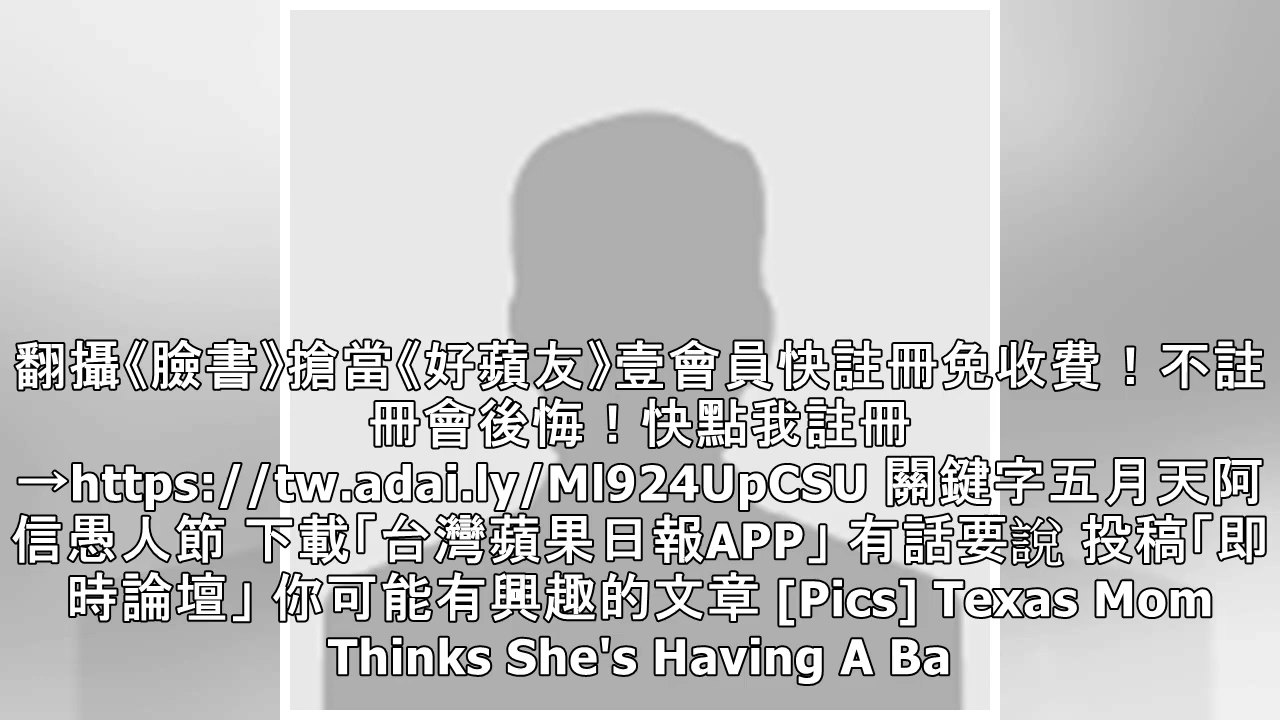 翻攝《臉書》搶當《好蘋友》壹會員快註冊免收費！不註
冊會後悔！快點我註冊
→https://tw.adai.ly/Ml924UpCSU 關鍵字五月天阿
信愚人節 下載「台灣蘋果日報APP」 有話要說 投稿「即
時論壇」 你可能有興趣的文章 [Pics] Texas Mom
Thinks She's Having A Ba